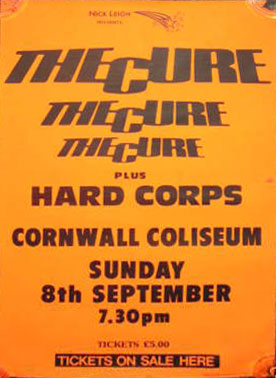 NICK LEIGH
PRESENTS
THE CURE
THE CURE
THE CURE
PLUS
HARD CORPS
CORNWALL COLISEUM
SUNDAY
8th SEPTEMBER
7.30pm
TICKETS £5.00
TICKETS ON SALE HERE